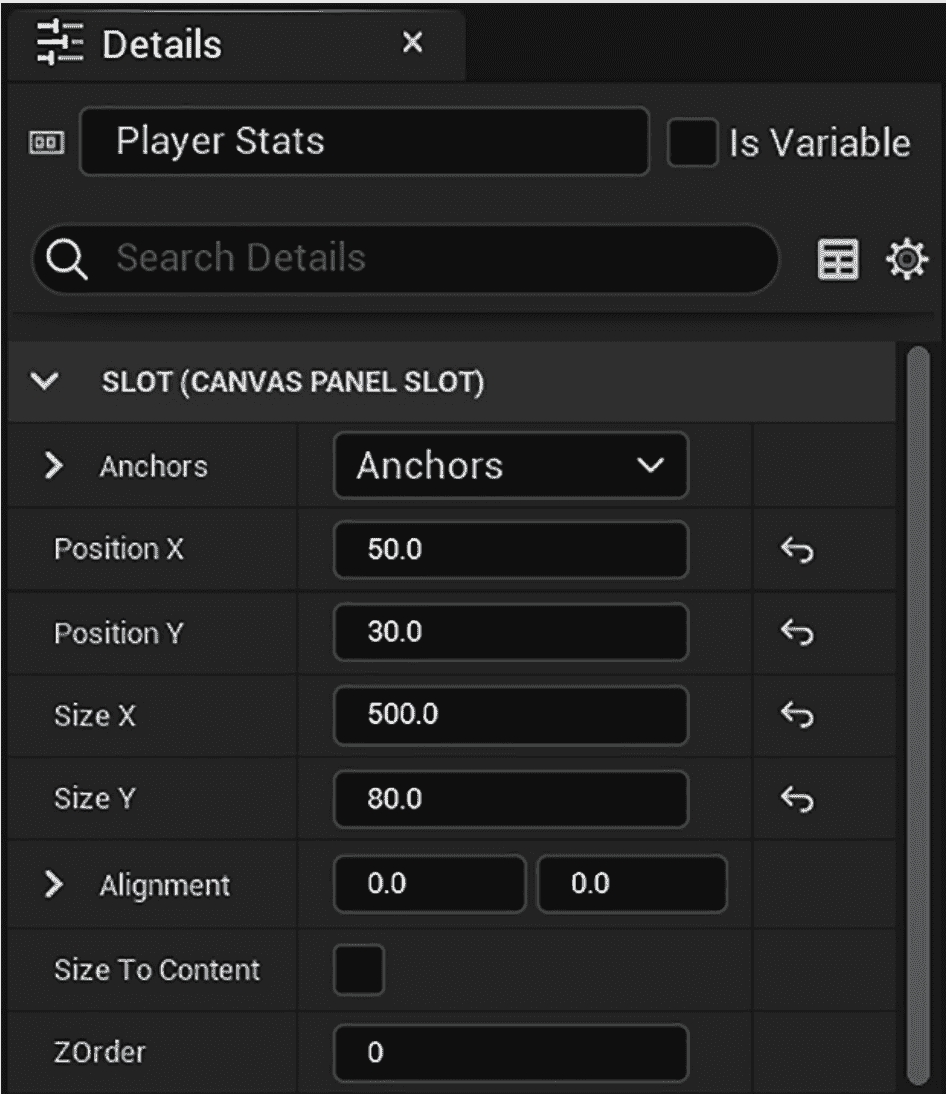 Details
Player Stats
Is Variable
Search Details
SLOT (CANVAS PANEL SLOT)
Anchors Anchors
Position X 50.0
Position Y 30.0
Size X 500.0
Size Y 80.0
Alignment 0.0 0.0
Size To Content
ZOrder 0